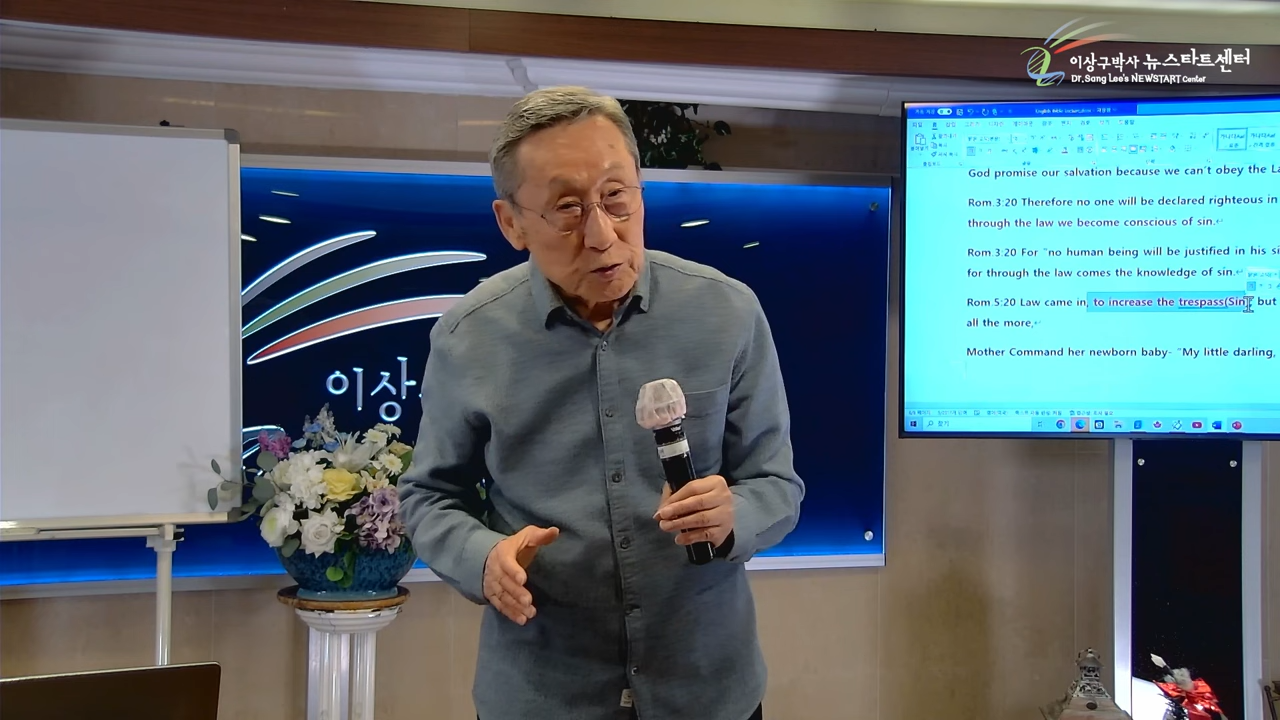 이상구박사 뉴스타트센터
Dr. Sang Lee's NEWSTART Center
God promise our salvation because we can't obey the La
Rom.3:20 Therefore no one will be declared righteous in
through the law we become conscious of sin.
Rom.3:20 For "no human being will be justified in his si
for through the law comes the knowledge of sin.
Rom 5:20 Law came in, to increase the trespass(Sin) but
all the more,
Mother Command her newborn baby- "My little darling,
이상